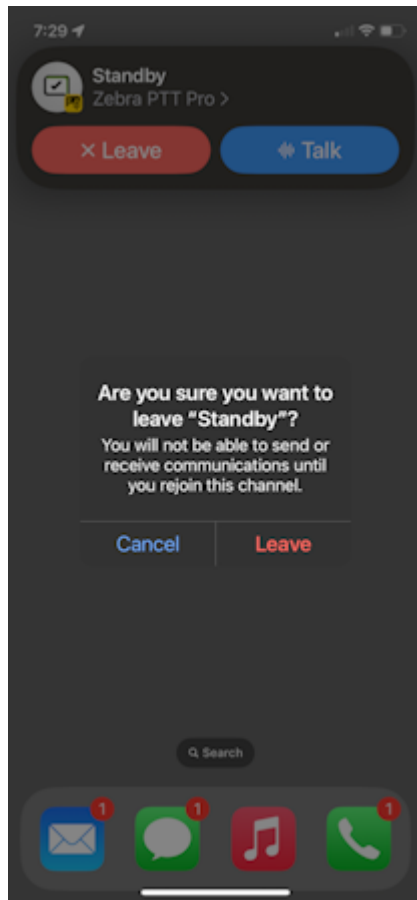 7:29
Standby
Zebra PTT Pro >
× Leave
Talk
Are you sure you want to
leave “Standby”?
You will not be able to send or
receive communications until
you rejoin this channel.
Cancel
Leave
Search
1
1
1